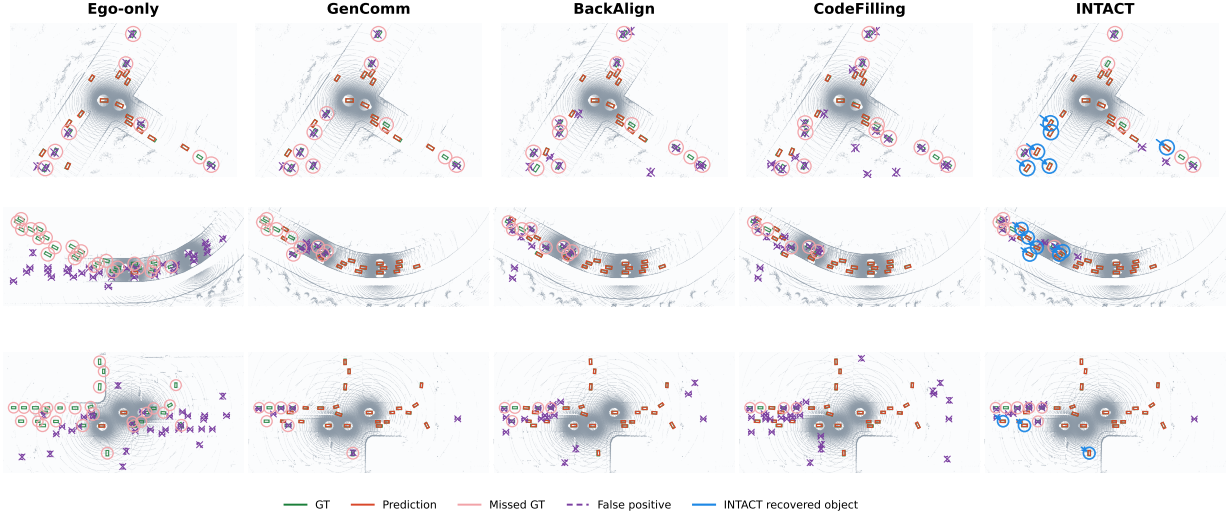 Ego-only GenComm BackAlign CodeFilling INTACT
GT Prediction Missed GT False positive INTACT recovered object